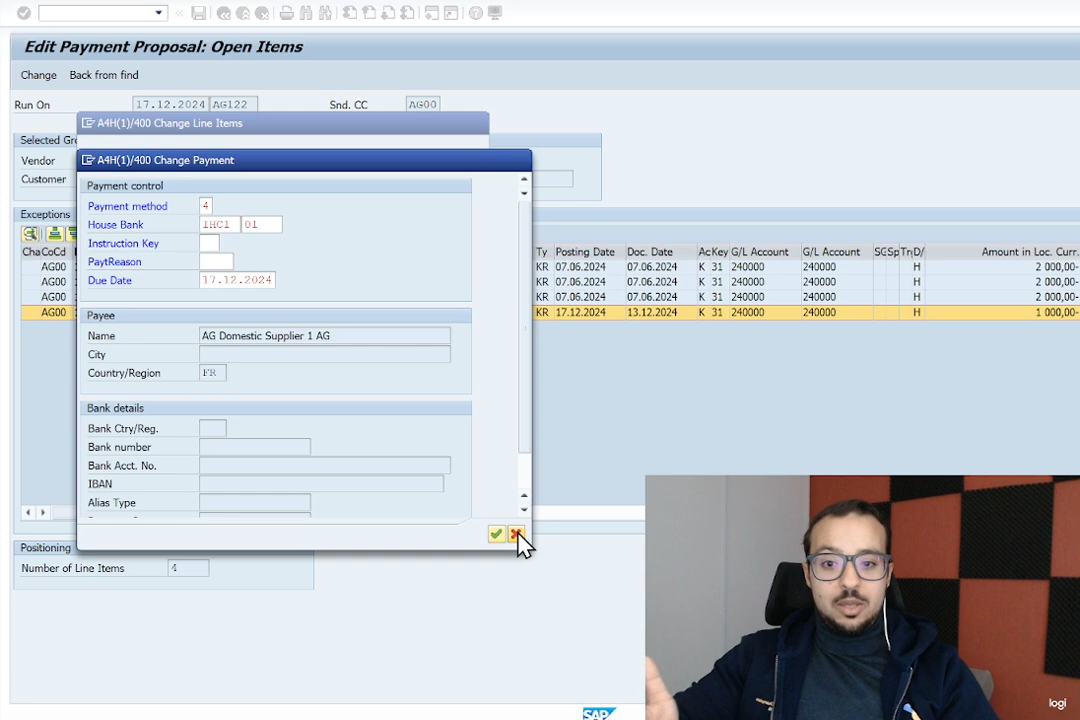 Edit Payment Proposal: Open Items
Change Back from find
Run On 17.12.2024 AG122 Snd. CC AG00
A4H(1)/400 Change Line Items
Selected Gr
Vendor
Customer
A4H(1)/400 Change Payment
Payment control
Payment method 4
House Bank IHC1 01
Instruction Key
PaytReason
Due Date 17.12.2024
Payee
Name AG Domestic Supplier 1 AG
City
Country/Region FR
Bank details
Bank Ctry/Reg.
Bank number
Bank Acct. No.
IBAN
Alias Type
Exceptions
Cha CoCd Ty Posting Date Doc. Date Ac Key G/L Account G/L Account SG Sp Tr D/ Amount in Loc. Curr.
AG00 KR 07.06.2024 07.06.2024 K 31 240000 240000 H 2 000,00-
AG00 KR 07.06.2024 07.06.2024 K 31 240000 240000 H 2 000,00-
AG00 KR 07.06.2024 07.06.2024 K 31 240000 240000 H 2 000,00-
AG00 KR 17.12.2024 13.12.2024 K 31 240000 240000 H 1 000,00-
Positioning
Number of Line Items 4
SAP
logi